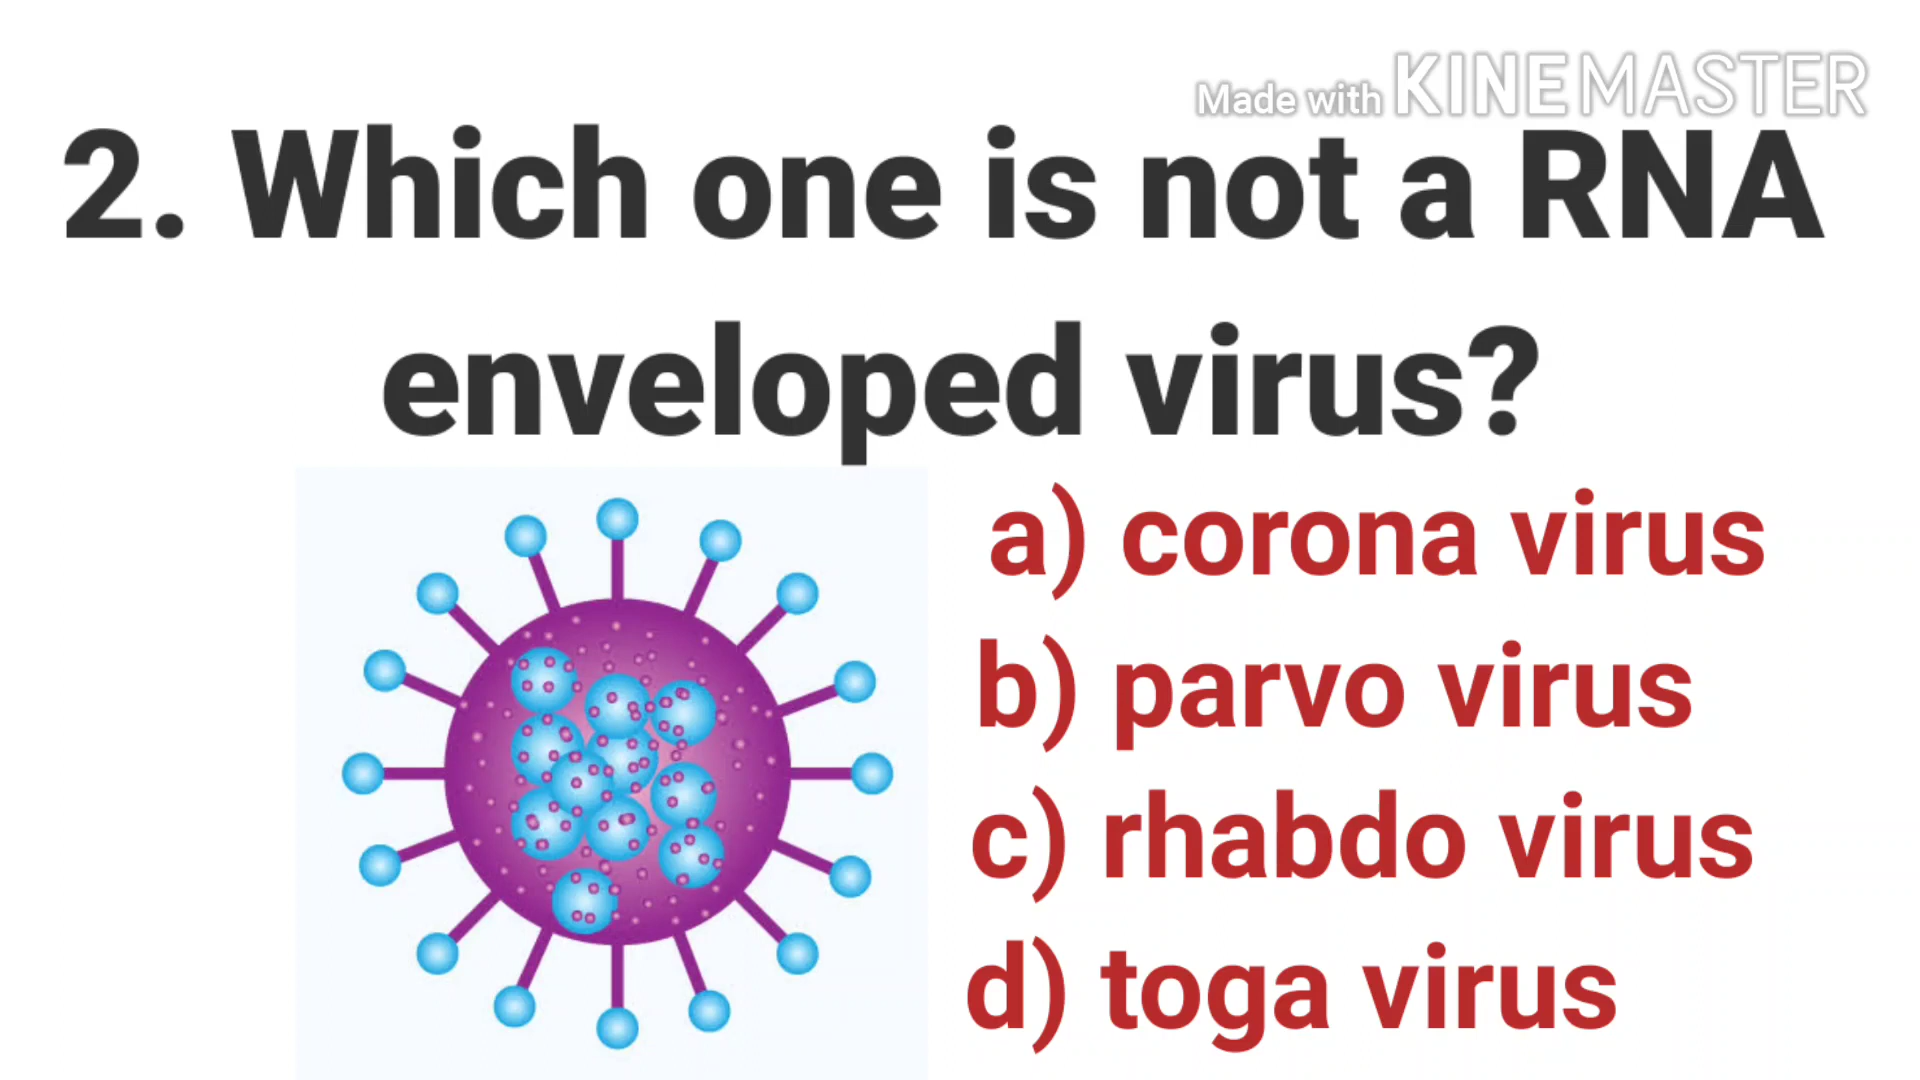 Made with KINEMASTER
2. Which one is not a RNA
enveloped virus?
a) corona virus
b) parvo virus
c) rhabdo virus
d) toga virus